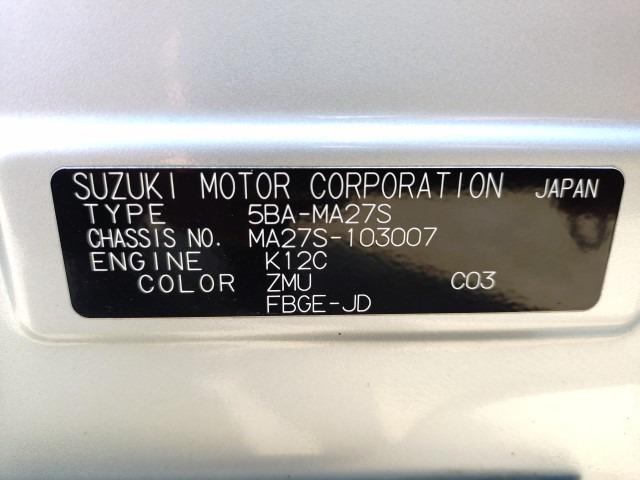 SUZUKI MOTOR CORPORATION JAPAN
TYPE 5BA-MA27S
CHASSIS NO. MA27S-103007
ENGINE K12C
COLOR ZMU C03
FBGE-JD